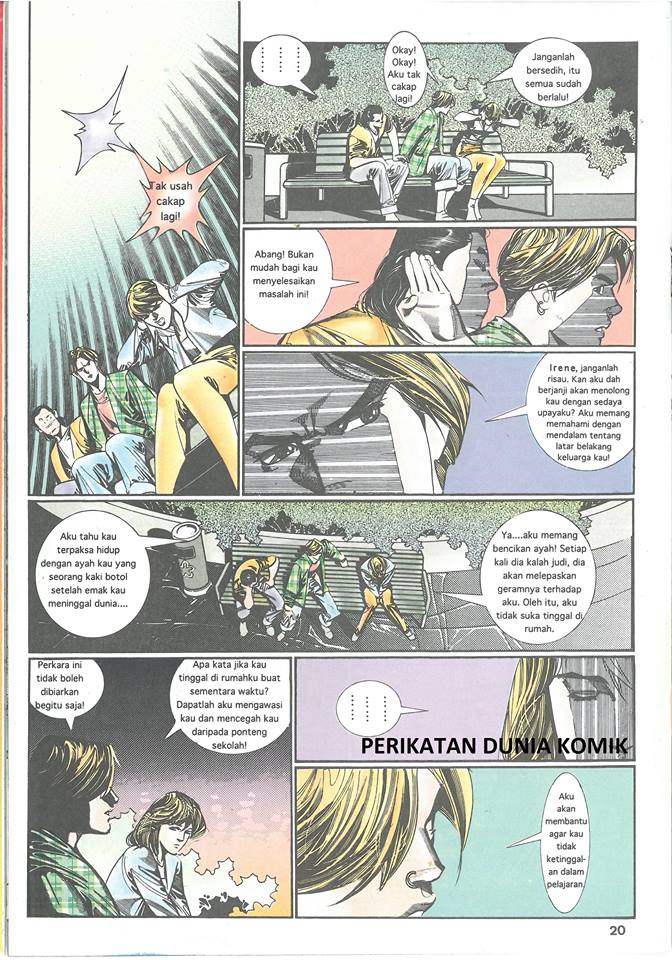 Tak usah
cakap
lagi!
Okay!
Okay!
Aku tak
cakap
lagi!
Janganlah
bersedih, itu
semua sudah
berlalu!
Abang! Bukan
mudah bagi kau
menyelesaikan
masalah ini!
Irene, janganlah
risau. Kan aku dah
berjanji akan menolong
kau dengan sedaya
upayaku? Aku memang
memahami dengan
mendalam tentang
latar belakang
keluarga kau!
Aku tahu kau
terpaksa hidup
dengan ayah kau yang
seorang kaki botol
setelah emak kau
meninggal dunia....
Ya....aku memang
bencikan ayah! Setiap
kali dia kalah judi, dia
akan melepaskan
geramnya terhadap
aku. Oleh itu, aku
tidak suka tinggal di
rumah.
Perkara ini
tidak boleh
dibiarkan
begitu saja!
Apa kata jika kau
tinggal di rumahku buat
sementara waktu?
Dapatlah aku mengawasi
kau dan mencegah kau
daripada ponteng
sekolah!
PERIKATAN DUNIA KOMIK
Aku
akan
membantu
agar kau
tidak
ketinggal-
an dalam
pelajaran.
20